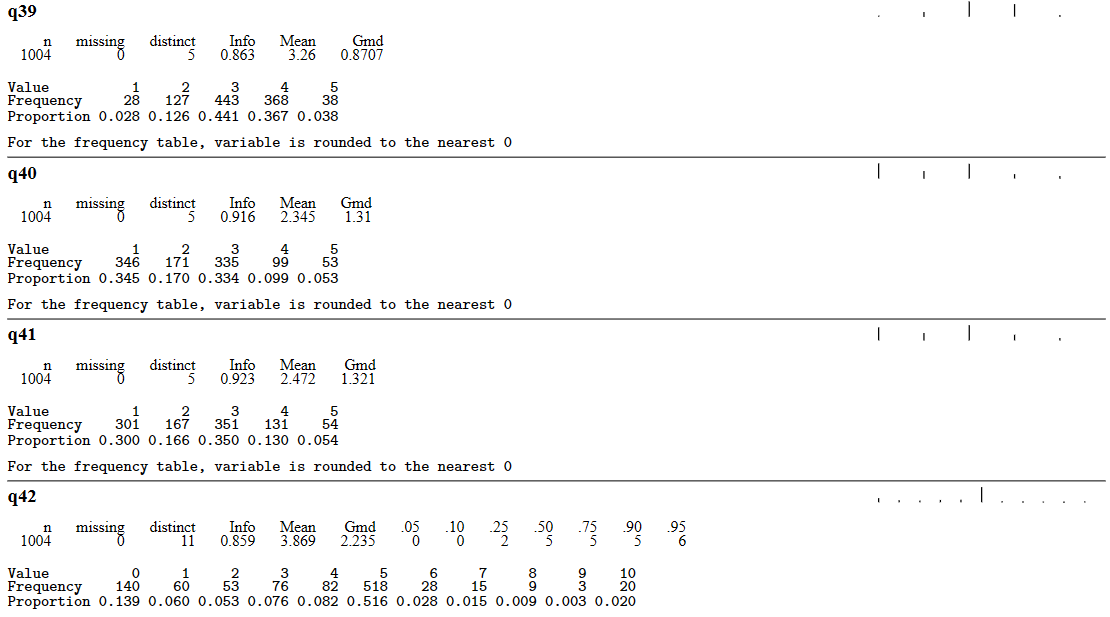 q39
n missing distinct Info Mean Gmd
1004 0 5 0.863 3.26 0.8707
Value 1 2 3 4 5
Frequency 28 127 443 368 38
Proportion 0.028 0.126 0.441 0.367 0.038
For the frequency table, variable is rounded to the nearest 0
q40
n missing distinct Info Mean Gmd
1004 0 5 0.916 2.345 1.31
Value 1 2 3 4 5
Frequency 346 171 335 99 53
Proportion 0.345 0.170 0.334 0.099 0.053
For the frequency table, variable is rounded to the nearest 0
q41
n missing distinct Info Mean Gmd
1004 0 5 0.923 2.472 1.321
Value 1 2 3 4 5
Frequency 301 167 351 131 54
Proportion 0.300 0.166 0.350 0.130 0.054
For the frequency table, variable is rounded to the nearest 0
q42
n missing distinct Info Mean Gmd .05 .10 .25 .50 .75 .90 .95
1004 0 11 0.859 3.869 2.235 0 0 2 5 5 5 6
Value 0 1 2 3 4 5 6 7 8 9 10
Frequency 140 60 53 76 82 518 28 15 9 3 20
Proportion 0.139 0.060 0.053 0.076 0.082 0.516 0.028 0.015 0.009 0.003 0.020